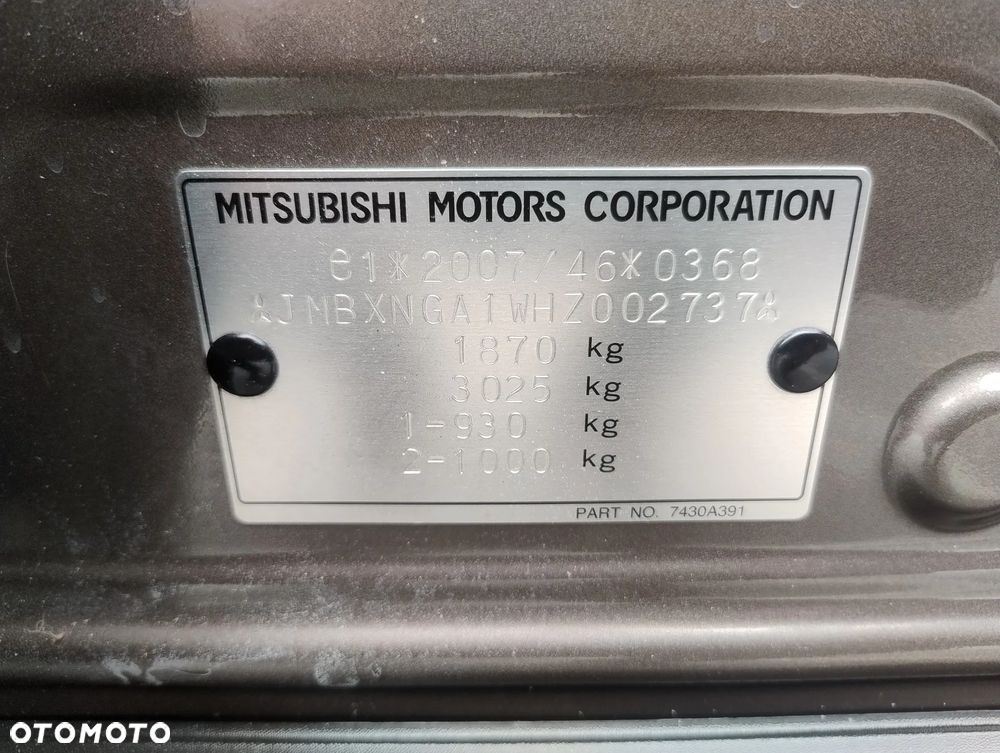 MITSUBISHI MOTORS CORPORATION
e1*2007/46*0368
JMBXNGA1WHZ002737
1870 kg
3025 kg
1-930 kg
2-1000 kg
PART NO. 7430A391
OTOMOTO